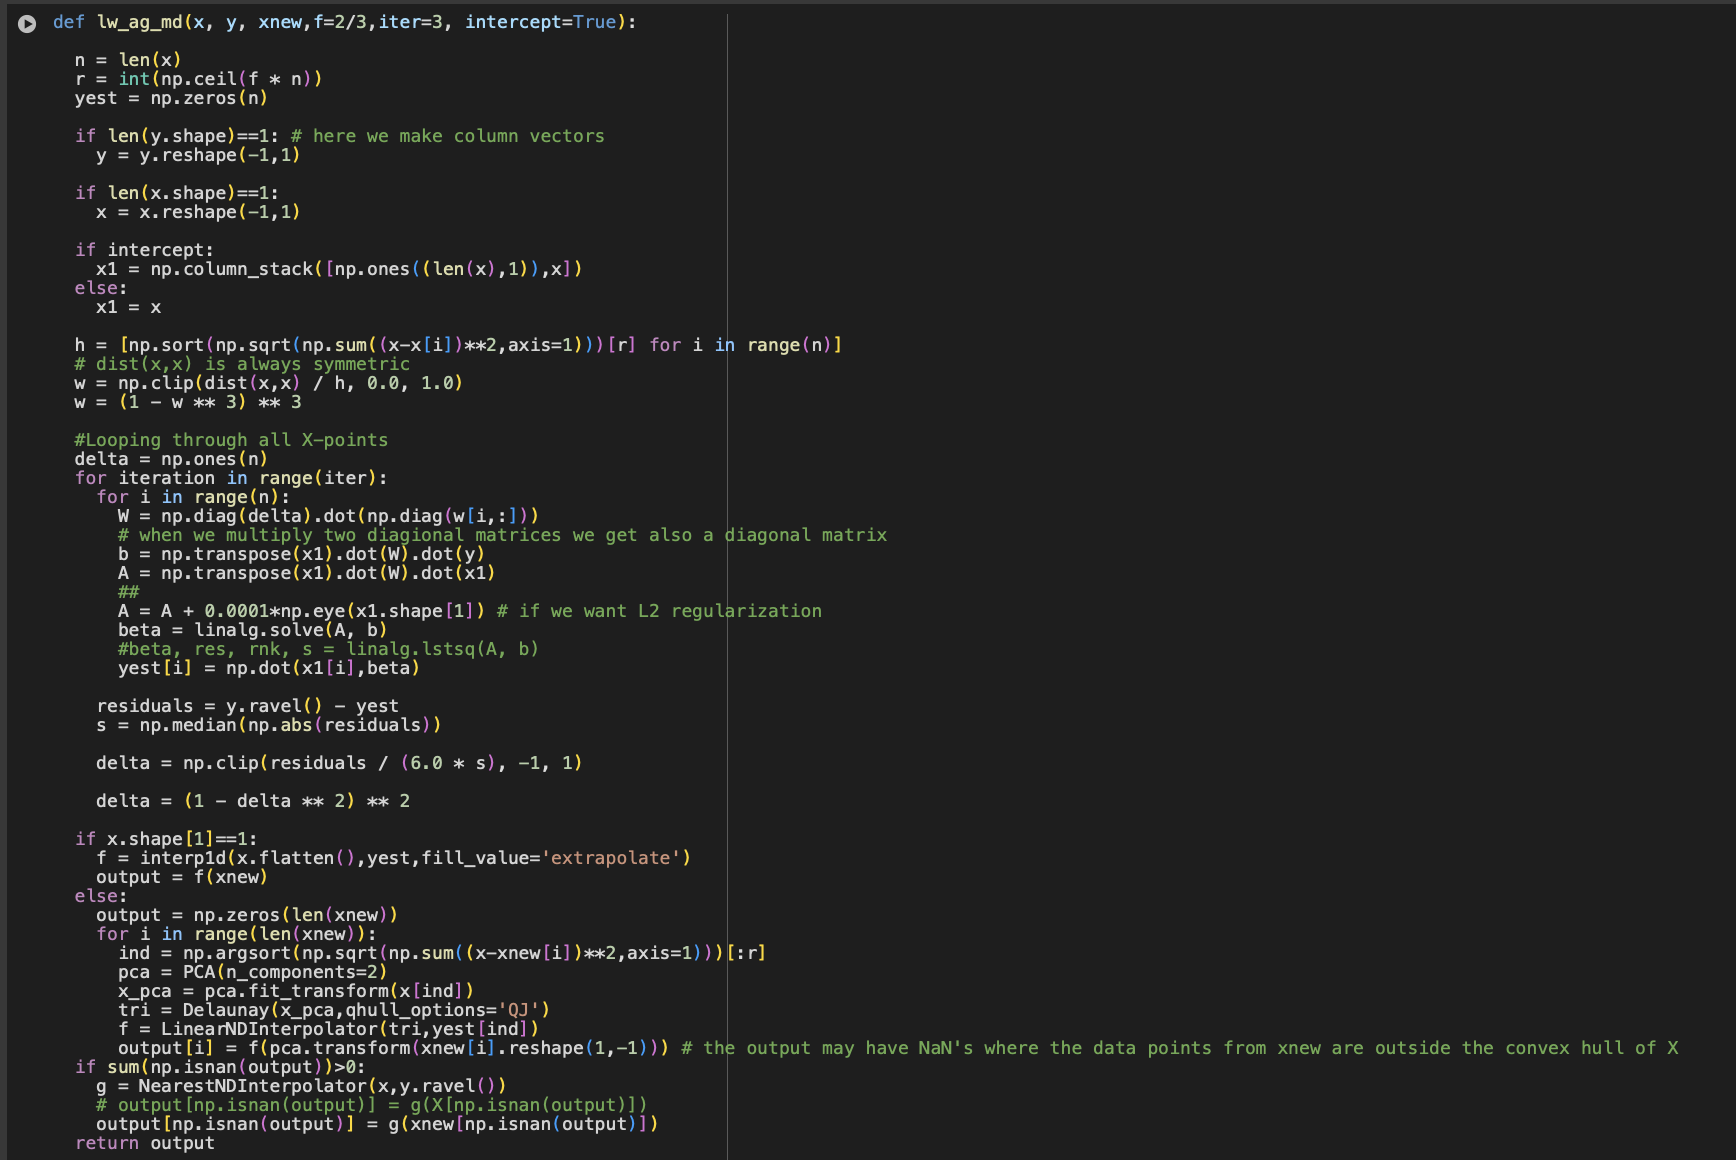 def lw_ag_md(x, y, xnew,f=2/3,iter=3, intercept=True):

  n = len(x)
  r = int(np.ceil(f * n))
  yest = np.zeros(n)

  if len(y.shape)==1: # here we make column vectors
    y = y.reshape(-1,1)

  if len(x.shape)==1:
    x = x.reshape(-1,1)

  if intercept:
    x1 = np.column_stack([np.ones((len(x),1)),x])
  else:
    x1 = x

  h = [np.sort(np.sqrt(np.sum((x-x[i])**2,axis=1)))[r] for i in range(n)]
  # dist(x,x) is always symmetric
  w = np.clip(dist(x,x) / h, 0.0, 1.0)
  w = (1 - w ** 3) ** 3

  #Looping through all X-points
  delta = np.ones(n)
  for iteration in range(iter):
    for i in range(n):
      W = np.diag(delta).dot(np.diag(w[i,:]))
      # when we multiply two diagional matrices we get also a diagonal matrix
      b = np.transpose(x1).dot(W).dot(y)
      A = np.transpose(x1).dot(W).dot(x1)
      ##
      A = A + 0.0001*np.eye(x1.shape[1]) # if we want L2 regularization
      beta = linalg.solve(A, b)
      #beta, res, rnk, s = linalg.lstsq(A, b)
      yest[i] = np.dot(x1[i],beta)

    residuals = y.ravel() - yest
    s = np.median(np.abs(residuals))

    delta = np.clip(residuals / (6.0 * s), -1, 1)

    delta = (1 - delta ** 2) ** 2

  if x.shape[1]==1:
    f = interp1d(x.flatten(),yest,fill_value='extrapolate')
    output = f(xnew)
  else:
    output = np.zeros(len(xnew))
    for i in range(len(xnew)):
      ind = np.argsort(np.sqrt(np.sum((x-xnew[i])**2,axis=1)))[:r]
      pca = PCA(n_components=2)
      x_pca = pca.fit_transform(x[ind])
      tri = Delaunay(x_pca,qhull_options='QJ')
      f = LinearNDInterpolator(tri,yest[ind])
      output[i] = f(pca.transform(xnew[i].reshape(1,-1))) # the output may have NaN's where the data points from xnew are outside the convex hull of X
  if sum(np.isnan(output))>0:
    g = NearestNDInterpolator(x,y.ravel())
    # output[np.isnan(output)] = g(X[np.isnan(output)])
    output[np.isnan(output)] = g(xnew[np.isnan(output)])
  return output